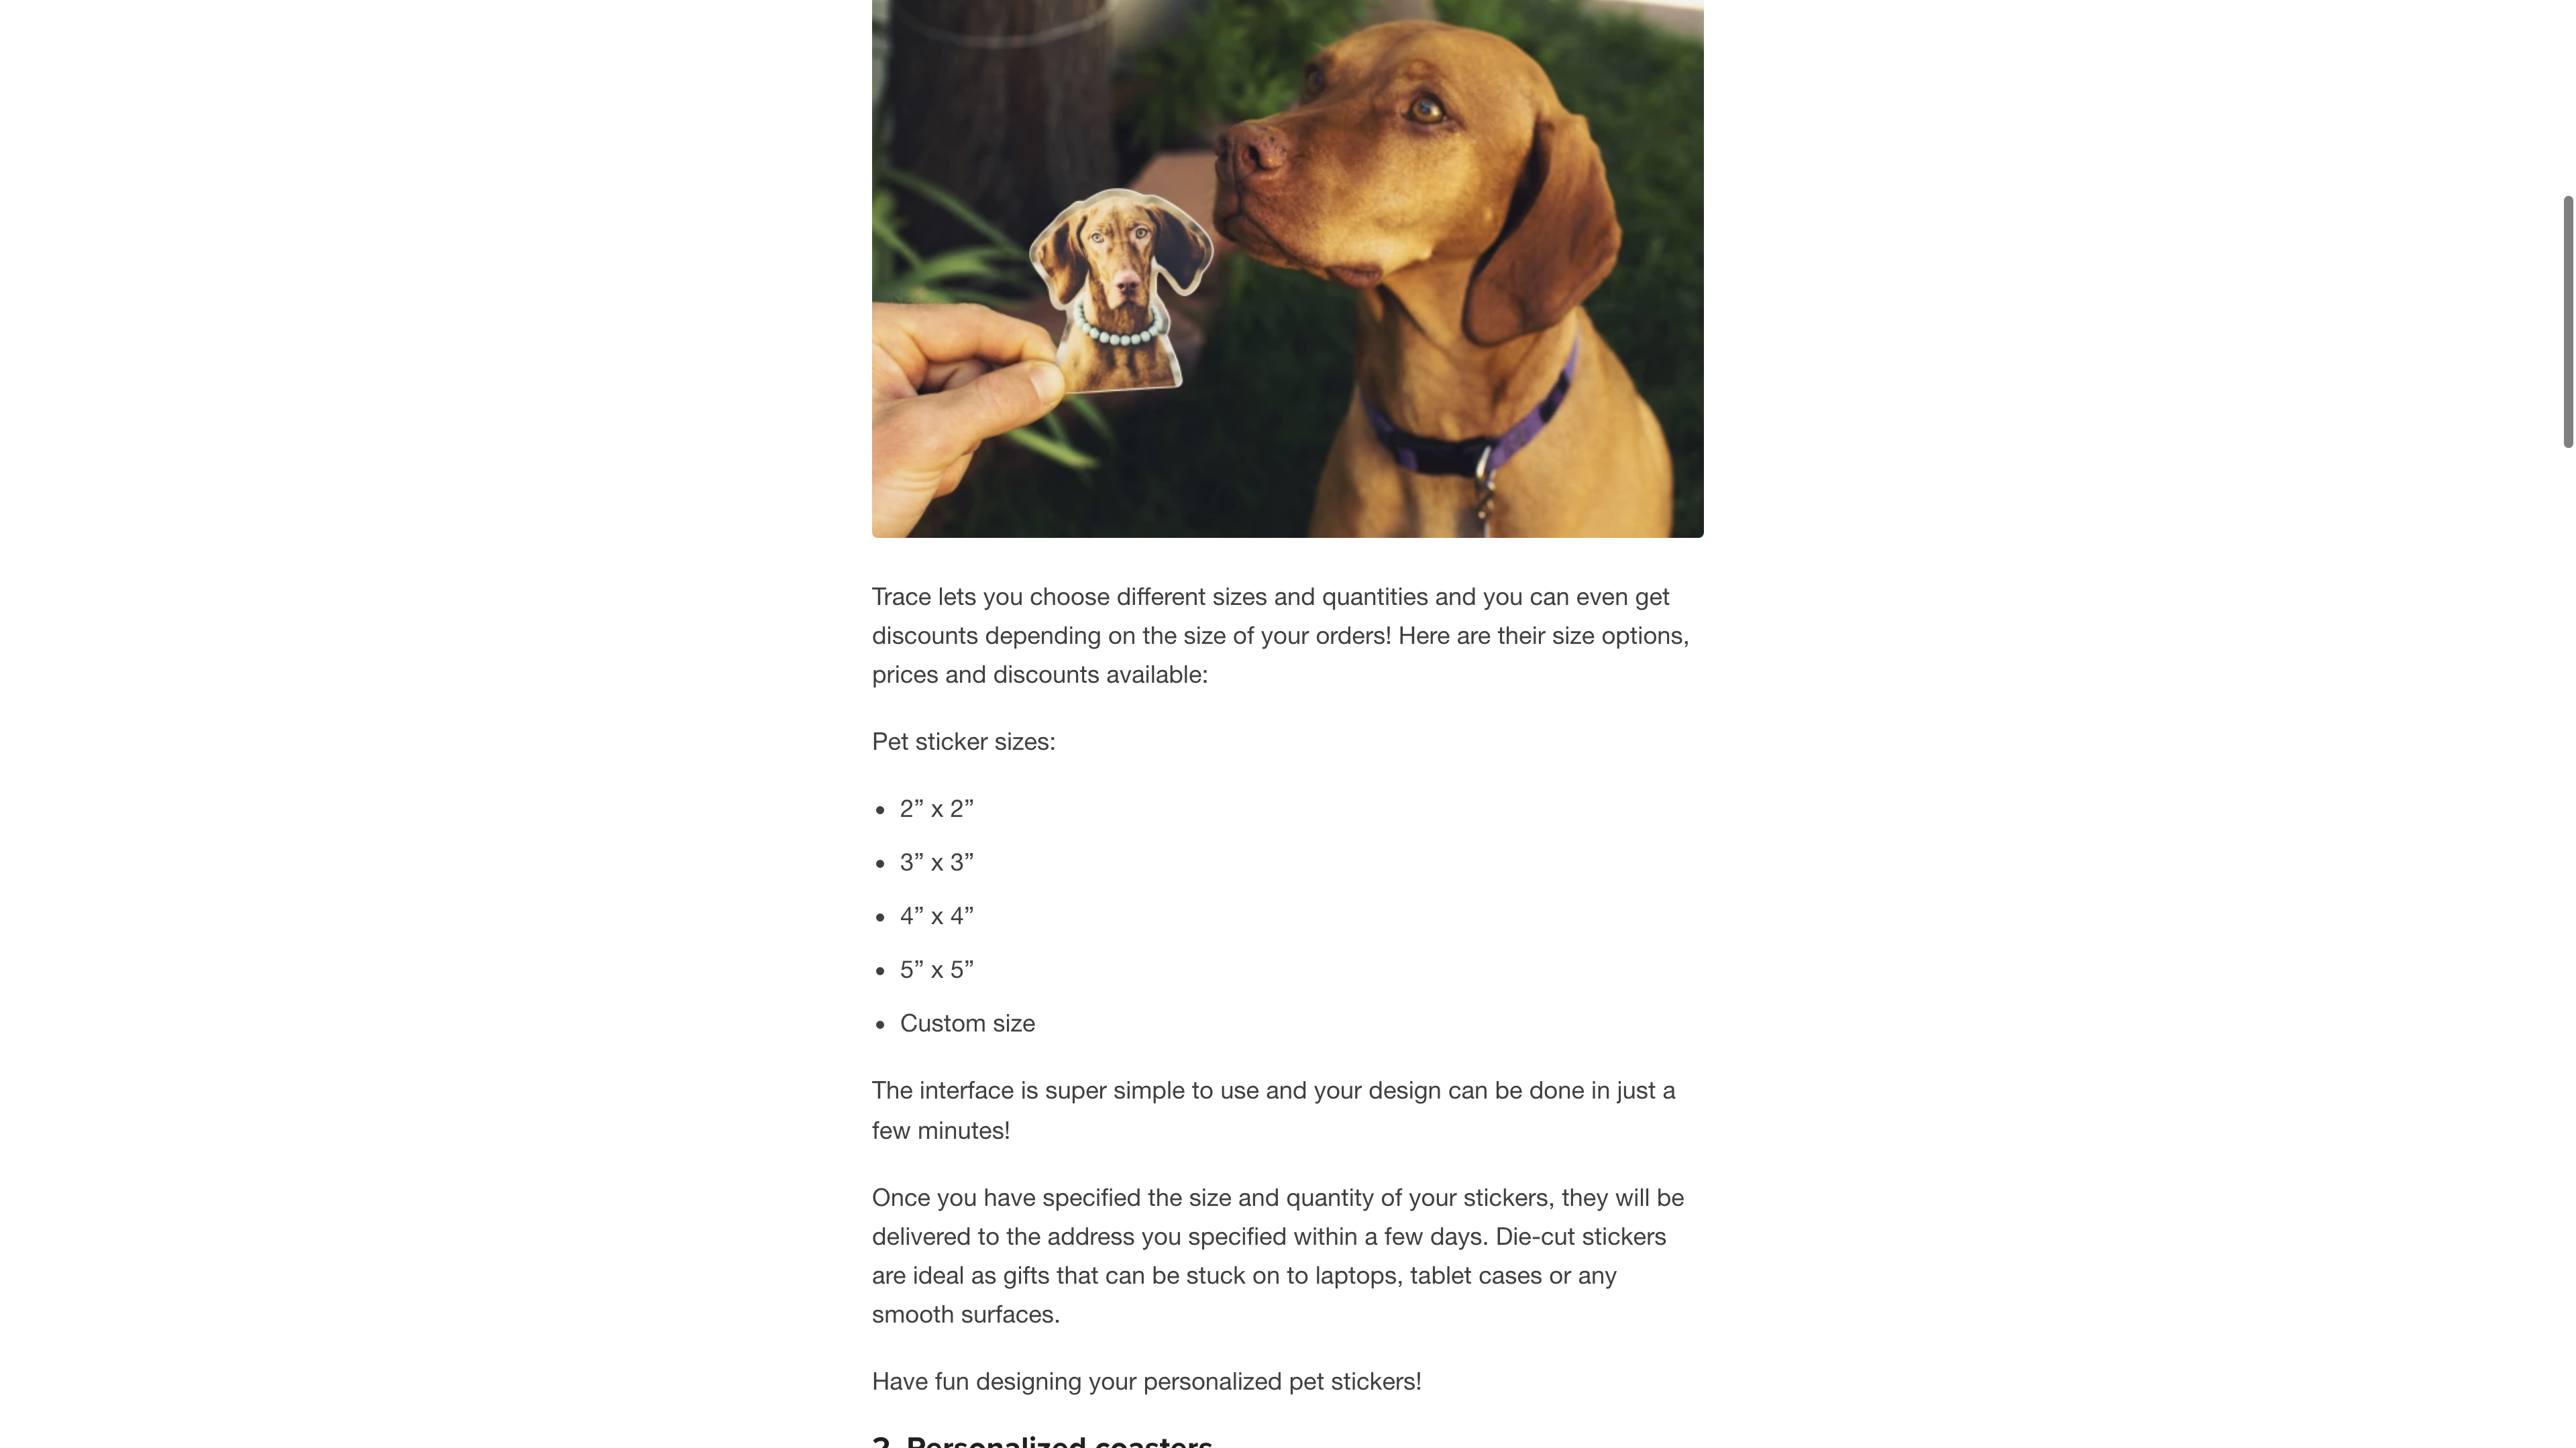 Trace lets you choose different sizes and quantities and you can even get
discounts depending on the size of your orders! Here are their size options,
prices and discounts available:
Pet sticker sizes:
• 2” x 2”
• 3” x 3”
• 4” x 4”
• 5” x 5”
• Custom size
The interface is super simple to use and your design can be done in just a
few minutes!
Once you have specified the size and quantity of your stickers, they will be
delivered to the address you specified within a few days. Die-cut stickers
are ideal as gifts that can be stuck on to laptops, tablet cases or any
smooth surfaces.
Have fun designing your personalized pet stickers!
2. Personalized coasters